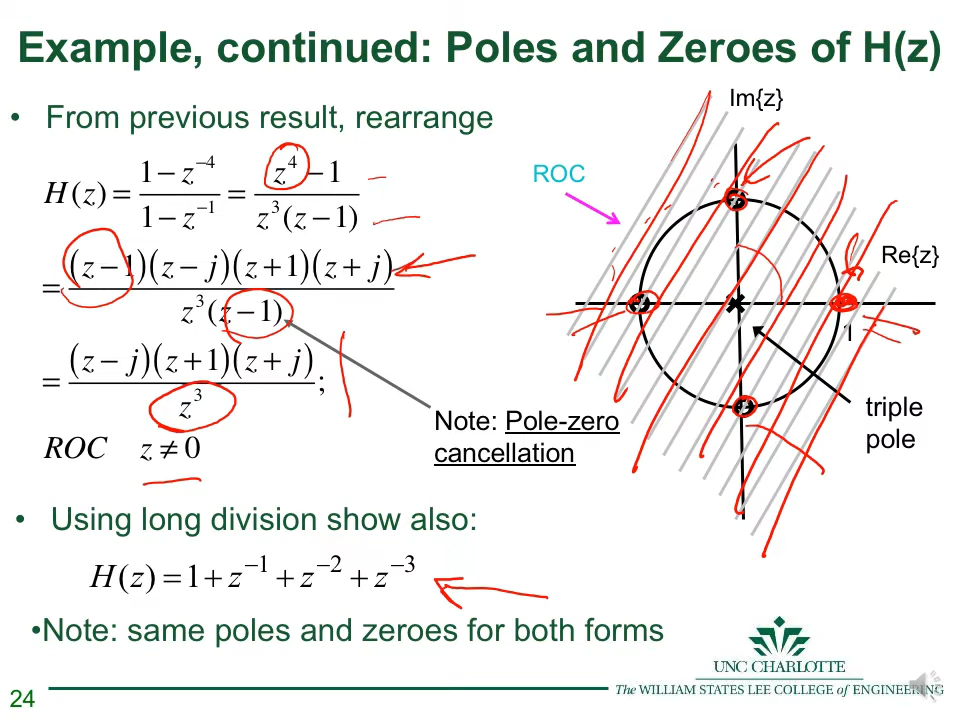 Example, continued: Poles and Zeroes of H(z)
• From previous result, rearrange
H(z) = (1 − z⁻⁴)/(1 − z⁻¹) = (z⁴ − 1)/(z³(z − 1))
= (z − 1)(z − j)(z + 1)(z + j)/(z³(z − 1))
= (z − j)(z + 1)(z + j)/z³;
ROC z ≠ 0
Im{z}
ROC
Re{z}
1
triple
pole
Note: Pole-zero
cancellation
• Using long division show also:
H(z) = 1 + z⁻¹ + z⁻² + z⁻³
•Note: same poles and zeroes for both forms
UNC CHARLOTTE
The WILLIAM STATES LEE COLLEGE of ENGINEERING
24